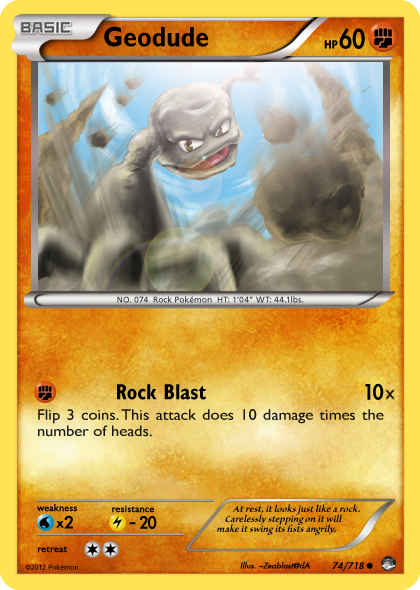 BASIC
Geodude
HP60
NO. 074 Rock Pokémon HT: 1'04" WT: 44.1lbs.
Rock Blast 10×
Flip 3 coins. This attack does 10 damage times the
number of heads.
weakness resistance
x2 - 20
At rest, it looks just like a rock.
Carelessly stepping on it will
make it swing its fists angrily.
retreat
©2012 Pokémon Illus. ~Zeablast@dA 74/718